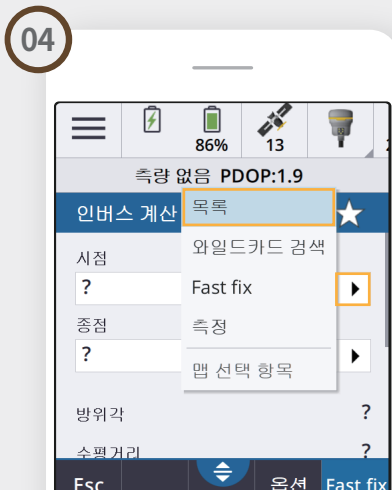 04
86%
13
측량 없음 PDOP:1.9
인버스 계산
목록
와일드카드 검색
Fast fix
측정
맵 선택 항목
시점
?
종점
?
방위각 ?
수평거리 ?
Esc 옵션 Fast fix